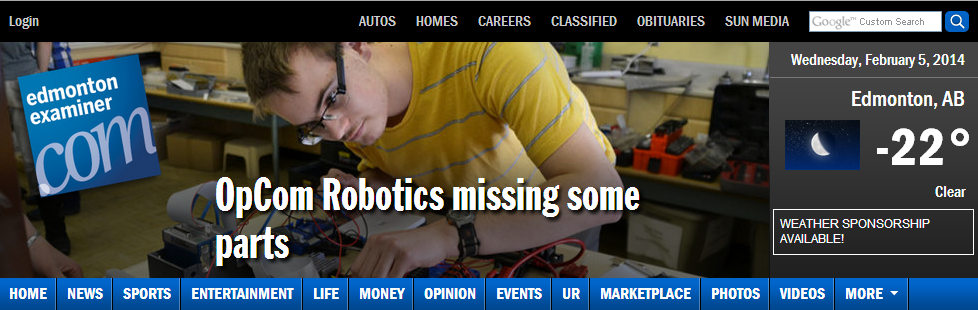 Login
AUTOS HOMES CAREERS CLASSIFIED OBITUARIES SUN MEDIA
Google™ Custom Search
edmonton
examiner
com
OpCom Robotics missing some
parts
Wednesday, February 5, 2014
Edmonton, AB
-22°
Clear
WEATHER SPONSORSHIP
AVAILABLE!
HOME NEWS SPORTS ENTERTAINMENT LIFE MONEY OPINION EVENTS UR MARKETPLACE PHOTOS VIDEOS MORE